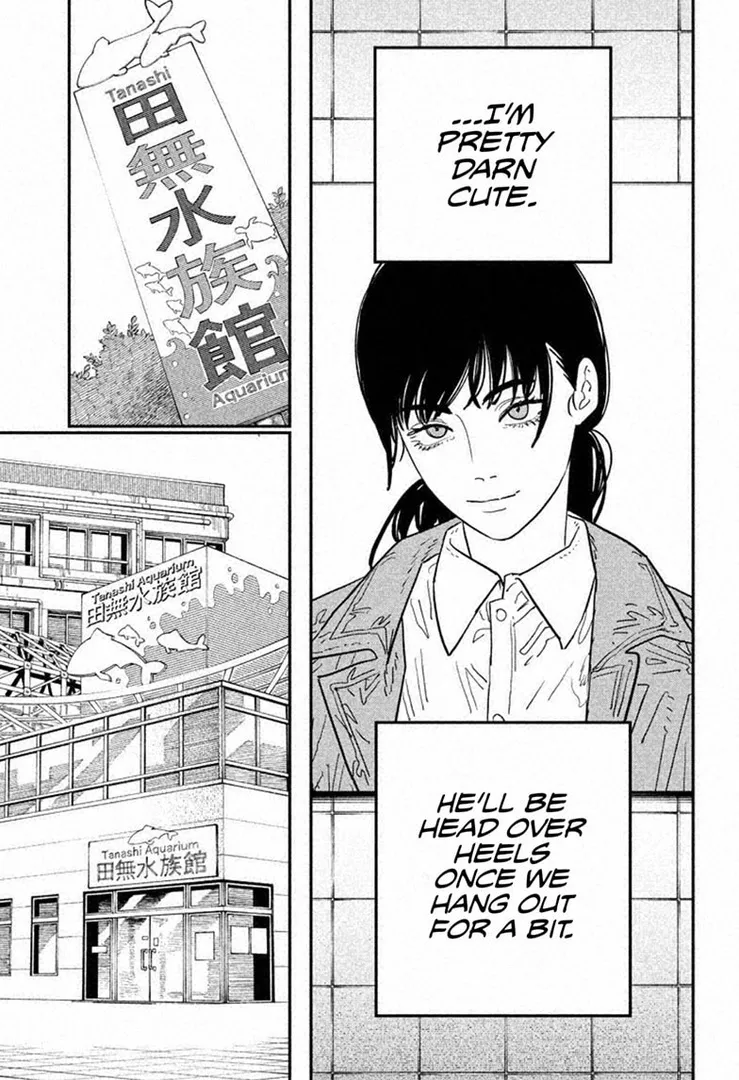 ...I'M
PRETTY
DARN
CUTE.
HE'LL BE
HEAD OVER
HEELS
ONCE WE
HANG OUT
FOR A BIT.
Tanashi
田無水族館
Aquarium
Tanashi Aquarium
田無水族館
Tanashi Aquarium
田無水族館